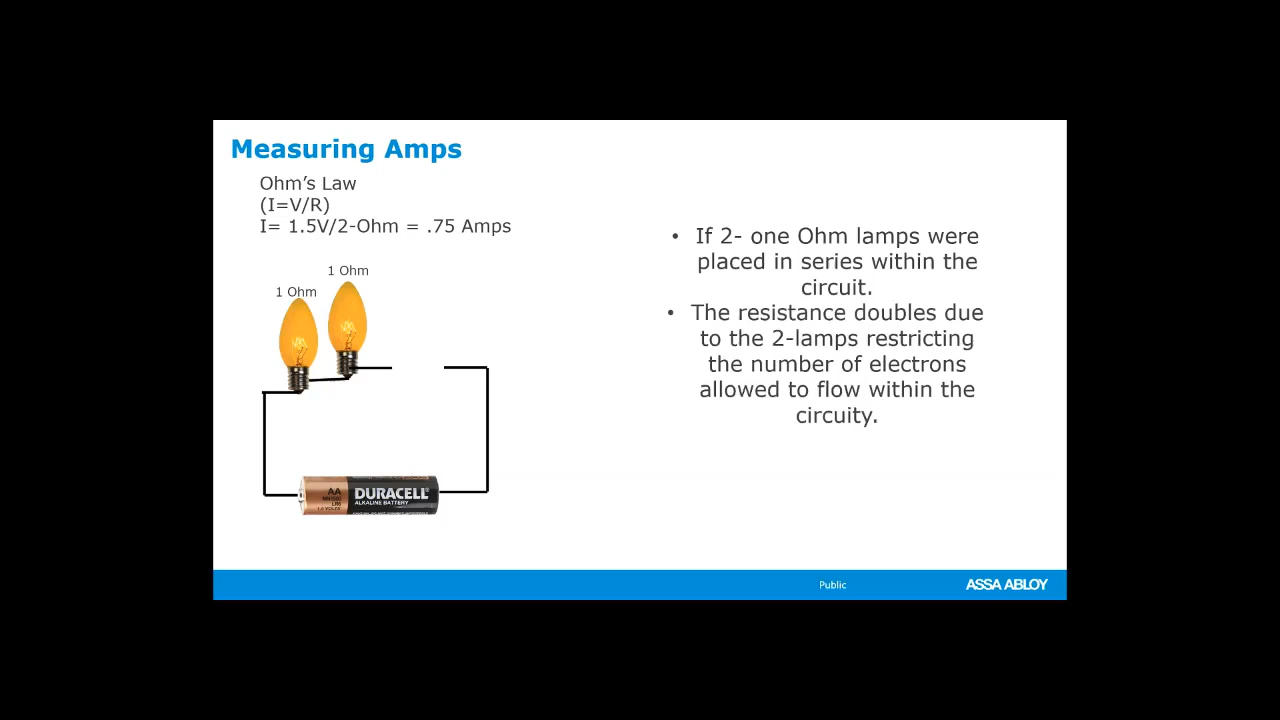 Measuring Amps
Ohm's Law
(I=V/R)
I= 1.5V/2-Ohm = .75 Amps
1 Ohm
1 Ohm
• If 2- one Ohm lamps were
placed in series within the
circuit.
• The resistance doubles due
to the 2-lamps restricting
the number of electrons
allowed to flow within the
circuity.
AA
DURACELL
ALKALINE BATTERY
Public
ASSA ABLOY